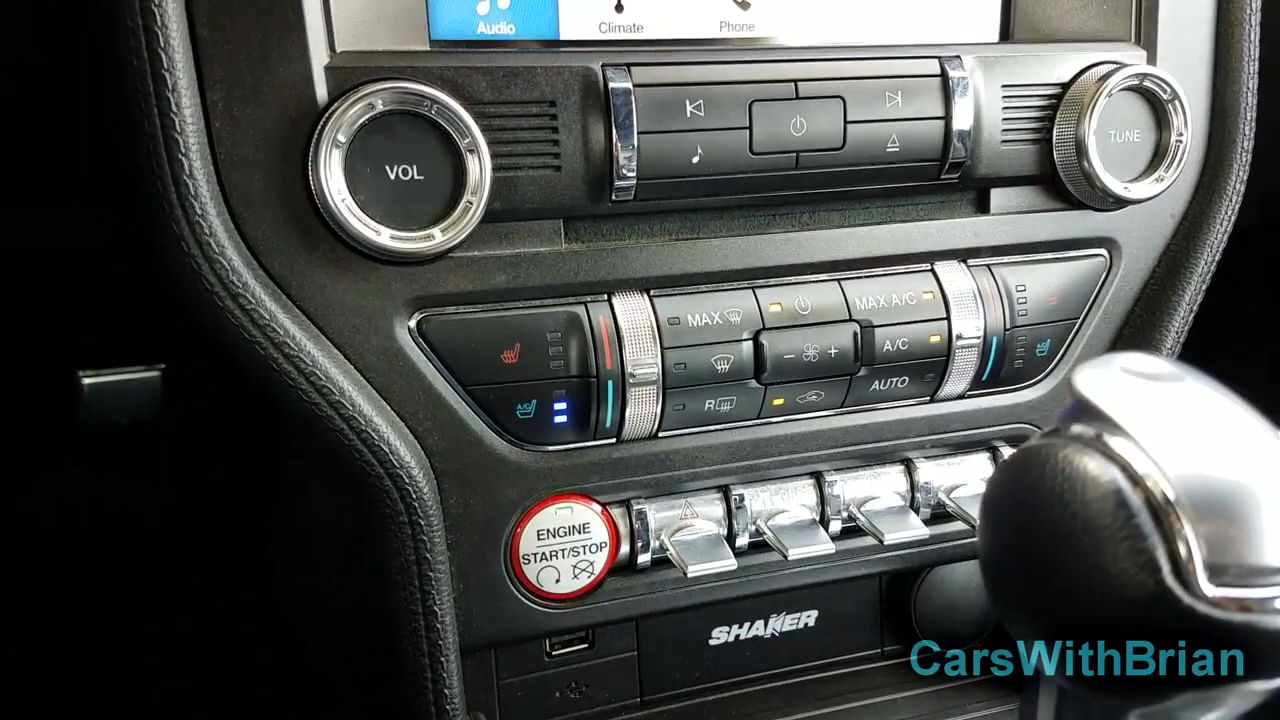 Audio
Climate
Phone
VOL
TUNE
MAX
MAX A/C
A/C
R
AUTO
A/C
A/C
ENGINE
START/STOP
SHAKER
CarsWithBrian